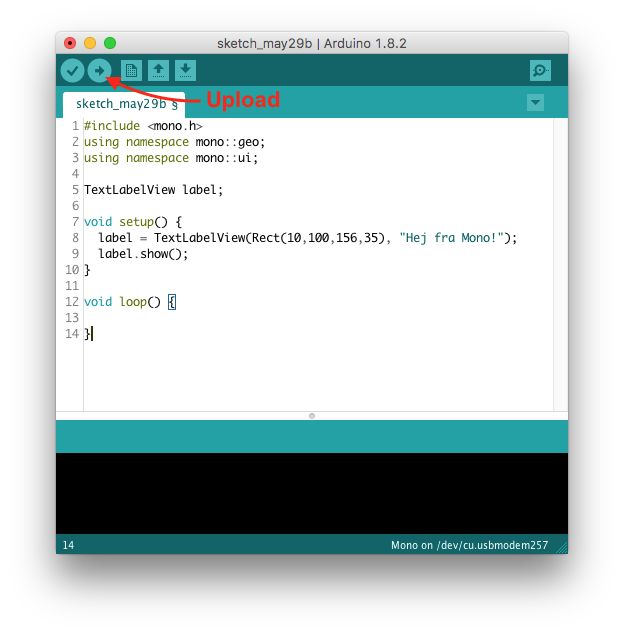 sketch_may29b | Arduino 1.8.2
Upload
sketch_may29b §
1 #include <mono.h>
2 using namespace mono::geo;
3 using namespace mono::ui;
4
5 TextLabelView label;
6
7 void setup() {
8   label = TextLabelView(Rect(10,100,156,35), "Hej fra Mono!");
9   label.show();
10 }
11
12 void loop() {
13
14 }
14
Mono on /dev/cu.usbmodem257